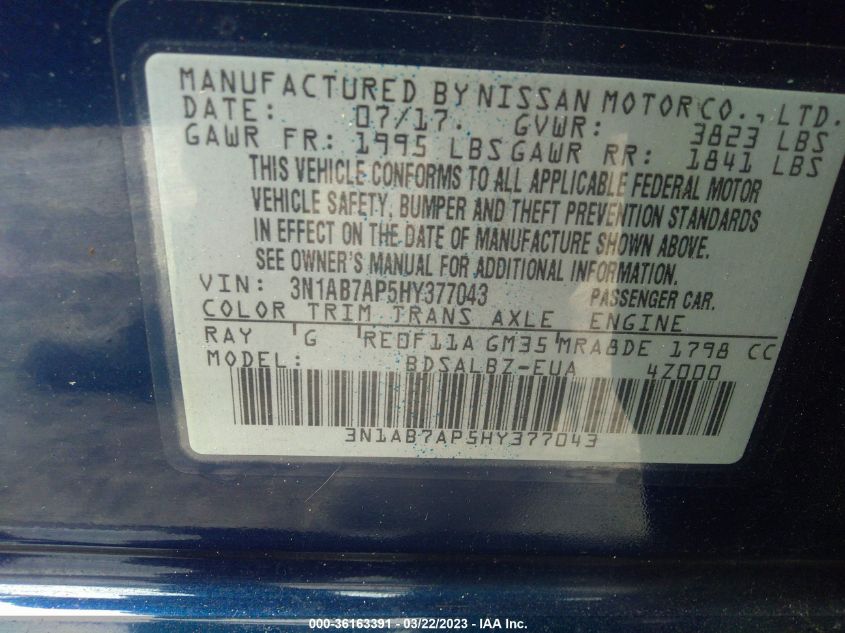 MANUFACTURED BY NISSAN MOTOR CO., LTD.
DATE: 07/17. GVWR: 3823 LBS
GAWR FR: 1995 LBS GAWR RR: 1841 LBS
THIS VEHICLE CONFORMS TO ALL APPLICABLE FEDERAL MOTOR
VEHICLE SAFETY, BUMPER AND THEFT PREVENTION STANDARDS
IN EFFECT ON THE DATE OF MANUFACTURE SHOWN ABOVE.
SEE OWNER'S MANUAL FOR ADDITIONAL INFORMATION.
VIN: 3N1AB7AP5HY377043 PASSENGER CAR.
COLOR TRIM TRANS AXLE ENGINE
RAY G RE0F11A GM35 MRA8DE 1798 CC
MODEL: BDSALBZ-EUA 4Z000
3N1AB7AP5HY377043
000-36163391 - 03/22/2023 - IAA Inc.